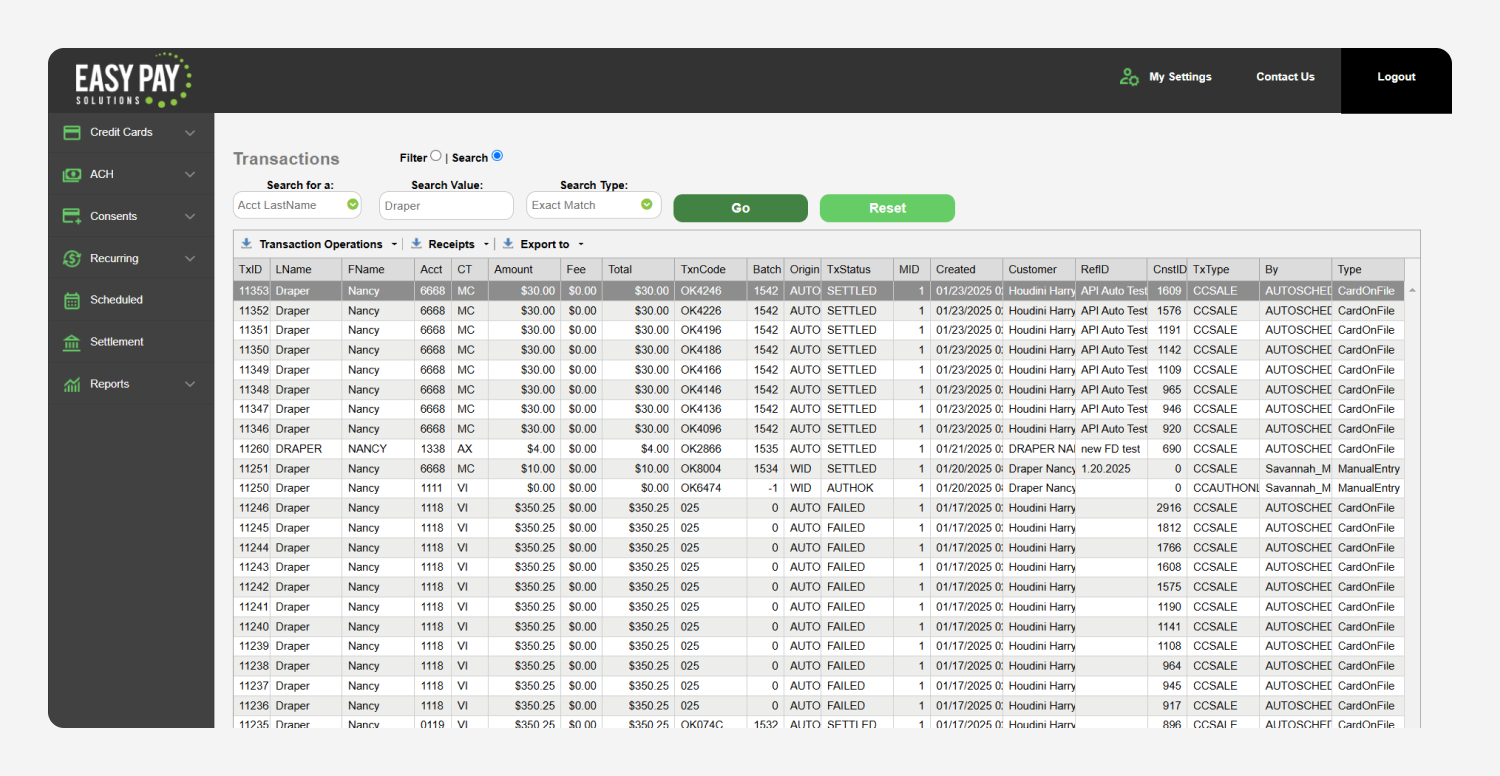 EASY PAY
SOLUTIONS
My Settings Contact Us Logout
Credit Cards
ACH
Consents
Recurring
Scheduled
Settlement
Reports
Transactions Filter | Search
Search for a: Search Value: Search Type:
Acct LastName Draper Exact Match Go Reset
Transaction Operations Receipts Export to
TxID LName FName Acct CT Amount Fee Total TxnCode Batch Origin TxStatus MID Created Customer RefID CnstID TxType By Type
11353 Draper Nancy 6668 MC $30.00 $0.00 $30.00 OK4246 1542 AUTO SETTLED 1 01/23/2025 0 Houdini Harry API Auto Test 1609 CCSALE AUTOSCHED CardOnFile
11352 Draper Nancy 6668 MC $30.00 $0.00 $30.00 OK4226 1542 AUTO SETTLED 1 01/23/2025 0 Houdini Harry API Auto Test 1576 CCSALE AUTOSCHED CardOnFile
11351 Draper Nancy 6668 MC $30.00 $0.00 $30.00 OK4196 1542 AUTO SETTLED 1 01/23/2025 0 Houdini Harry API Auto Test 1191 CCSALE AUTOSCHED CardOnFile
11350 Draper Nancy 6668 MC $30.00 $0.00 $30.00 OK4186 1542 AUTO SETTLED 1 01/23/2025 0 Houdini Harry API Auto Test 1142 CCSALE AUTOSCHED CardOnFile
11349 Draper Nancy 6668 MC $30.00 $0.00 $30.00 OK4166 1542 AUTO SETTLED 1 01/23/2025 0 Houdini Harry API Auto Test 1109 CCSALE AUTOSCHED CardOnFile
11348 Draper Nancy 6668 MC $30.00 $0.00 $30.00 OK4146 1542 AUTO SETTLED 1 01/23/2025 0 Houdini Harry API Auto Test 965 CCSALE AUTOSCHED CardOnFile
11347 Draper Nancy 6668 MC $30.00 $0.00 $30.00 OK4136 1542 AUTO SETTLED 1 01/23/2025 0 Houdini Harry API Auto Test 946 CCSALE AUTOSCHED CardOnFile
11346 Draper Nancy 6668 MC $30.00 $0.00 $30.00 OK4096 1542 AUTO SETTLED 1 01/23/2025 0 Houdini Harry API Auto Test 920 CCSALE AUTOSCHED CardOnFile
11260 DRAPER NANCY 1338 AX $4.00 $0.00 $4.00 OK2866 1535 AUTO SETTLED 1 01/21/2025 0 DRAPER NAI new FD test 690 CCSALE AUTOSCHED CardOnFile
11251 Draper Nancy 6668 MC $10.00 $0.00 $10.00 OK8004 1534 WID SETTLED 1 01/20/2025 0 Draper Nancy 1.20.2025 0 CCSALE Savannah_M ManualEntry
11250 Draper Nancy 1111 VI $0.00 $0.00 $0.00 OK6474 -1 WID AUTHOK 1 01/20/2025 0 Draper Nancy 0 CCAUTHONL Savannah_M ManualEntry
11246 Draper Nancy 1118 VI $350.25 $0.00 $350.25 025 0 AUTO FAILED 1 01/17/2025 0 Houdini Harry 2916 CCSALE AUTOSCHED CardOnFile
11245 Draper Nancy 1118 VI $350.25 $0.00 $350.25 025 0 AUTO FAILED 1 01/17/2025 0 Houdini Harry 1812 CCSALE AUTOSCHED CardOnFile
11244 Draper Nancy 1118 VI $350.25 $0.00 $350.25 025 0 AUTO FAILED 1 01/17/2025 0 Houdini Harry 1766 CCSALE AUTOSCHED CardOnFile
11243 Draper Nancy 1118 VI $350.25 $0.00 $350.25 025 0 AUTO FAILED 1 01/17/2025 0 Houdini Harry 1608 CCSALE AUTOSCHED CardOnFile
11242 Draper Nancy 1118 VI $350.25 $0.00 $350.25 025 0 AUTO FAILED 1 01/17/2025 0 Houdini Harry 1575 CCSALE AUTOSCHED CardOnFile
11241 Draper Nancy 1118 VI $350.25 $0.00 $350.25 025 0 AUTO FAILED 1 01/17/2025 0 Houdini Harry 1190 CCSALE AUTOSCHED CardOnFile
11240 Draper Nancy 1118 VI $350.25 $0.00 $350.25 025 0 AUTO FAILED 1 01/17/2025 0 Houdini Harry 1141 CCSALE AUTOSCHED CardOnFile
11239 Draper Nancy 1118 VI $350.25 $0.00 $350.25 025 0 AUTO FAILED 1 01/17/2025 0 Houdini Harry 1108 CCSALE AUTOSCHED CardOnFile
11238 Draper Nancy 1118 VI $350.25 $0.00 $350.25 025 0 AUTO FAILED 1 01/17/2025 0 Houdini Harry 964 CCSALE AUTOSCHED CardOnFile
11237 Draper Nancy 1118 VI $350.25 $0.00 $350.25 025 0 AUTO FAILED 1 01/17/2025 0 Houdini Harry 945 CCSALE AUTOSCHED CardOnFile
11236 Draper Nancy 1118 VI $350.25 $0.00 $350.25 025 0 AUTO FAILED 1 01/17/2025 0 Houdini Harry 917 CCSALE AUTOSCHED CardOnFile
11235 Draper Nancy 0119 VI $350.25 $0.00 $350.25 OK074C 1532 AUTO SETTLED 1 01/17/2025 0 Houdini Harry 896 CCSALE AUTOSCHED CardOnFile